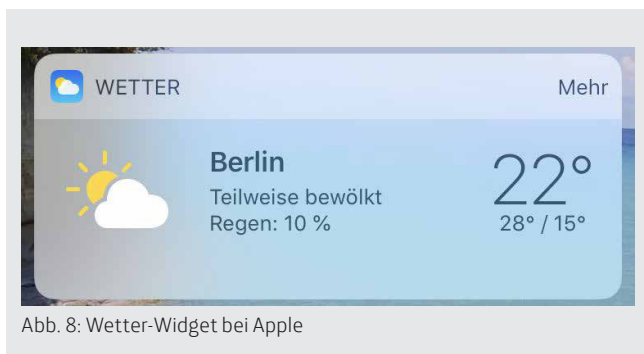 WETTER
Mehr
Berlin
Teilweise bewölkt
Regen: 10 %
22°
28° / 15°
Abb. 8: Wetter-Widget bei Apple